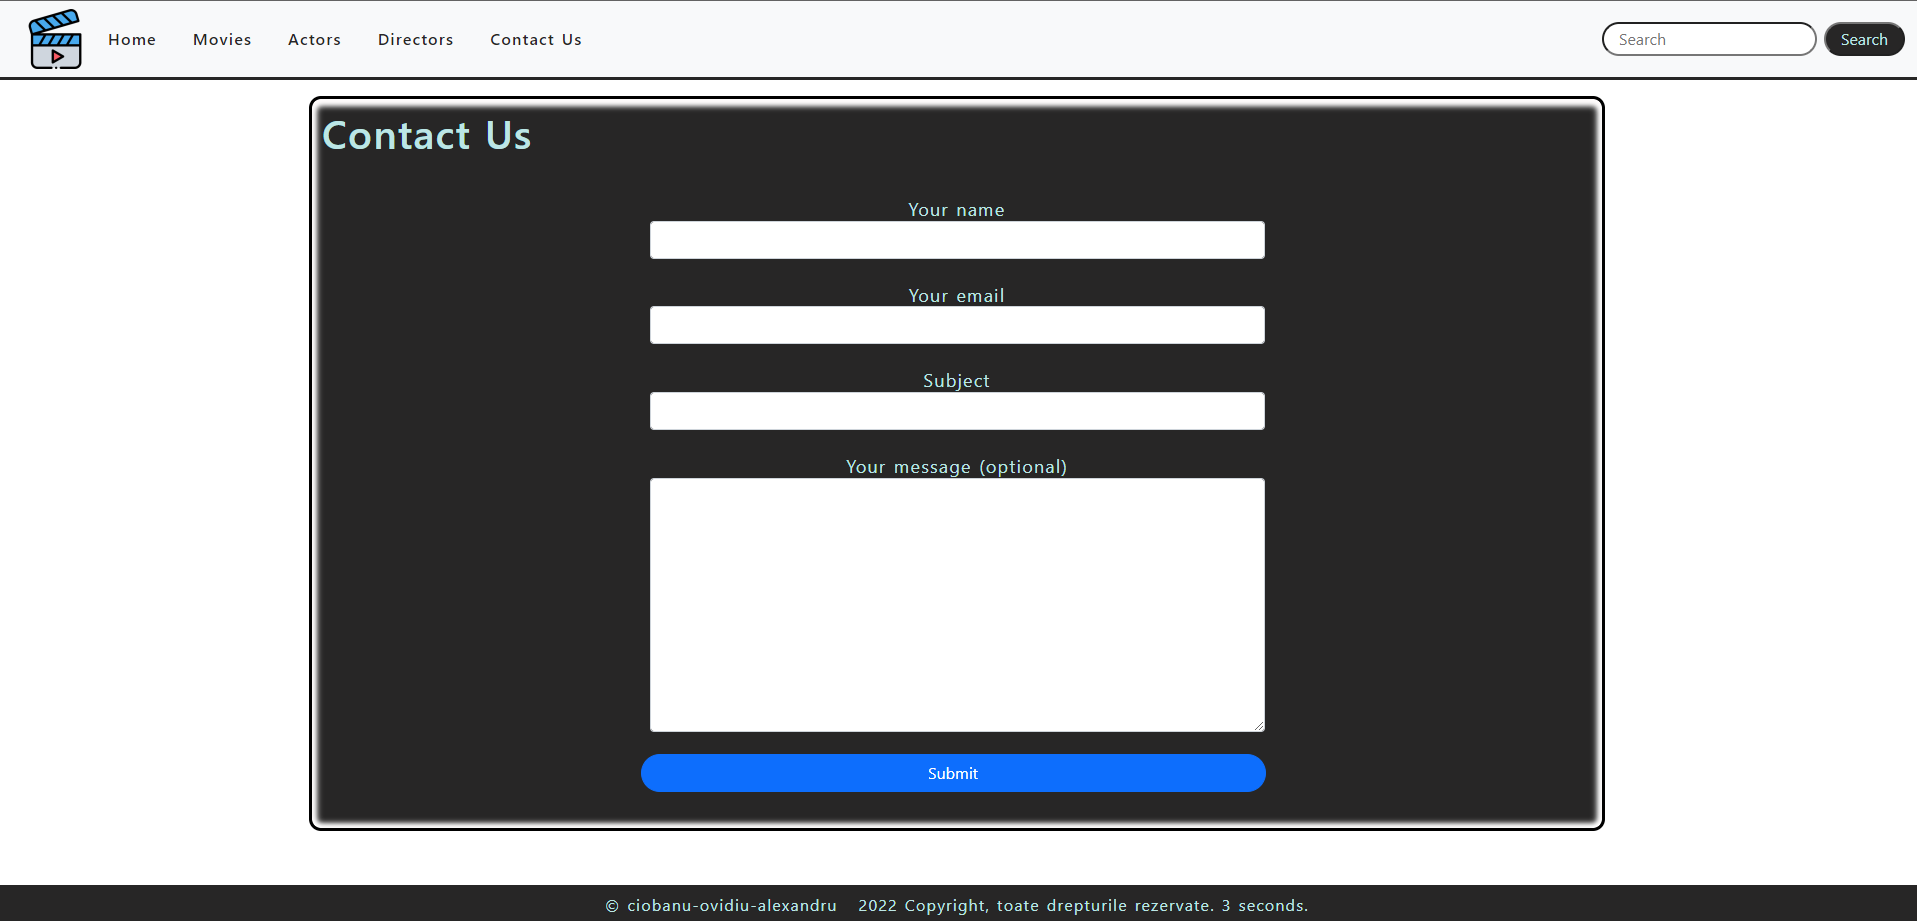 Home Movies Actors Directors Contact Us Search Search
Contact Us
Your name
Your email
Subject
Your message (optional)
Submit
© ciobanu-ovidiu-alexandru 2022 Copyright, toate drepturile rezervate. 3 seconds.